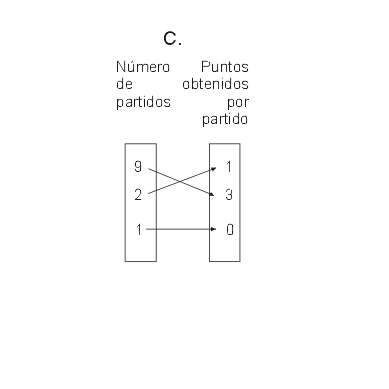 C.
Número Puntos
de obtenidos
partidos por
partido
9 1
2 3
1 0